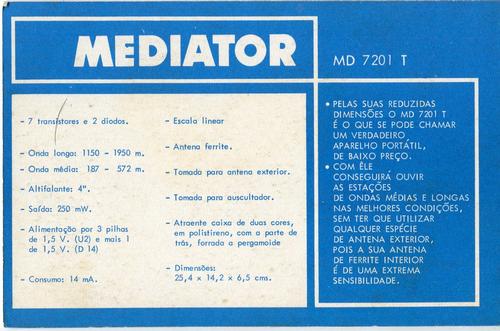 MEDIATOR
MD 7201 T
- 7 transístores e 2 diodos.
- Onda longa: 1150 - 1950 m.
- Onda média: 187 - 572 m.
- Altifalante: 4".
- Saída: 250 mW.
- Alimentação por 3 pilhas
de 1,5 V. (U2) e mais 1
de 1,5 V. (D 14)
- Consumo: 14 mA.
- Escala linear
- Antena ferrite.
- Tomada para antena exterior.
- Tomada para auscultador.
- Atraente caixa de duas cores,
em polistireno, com a parte de
trás, forrada a pergamoide
- Dimensões:
25,4 × 14,2 × 6,5 cms.
• PELAS SUAS REDUZIDAS
DIMENSÕES O MD 7201 T
É O QUE SE PODE CHAMAR
UM VERDADEIRO,
APARELHO PORTÁTIL,
DE BAIXO PREÇO.
• COM ÊLE
CONSEGUIRÁ OUVIR
AS ESTAÇÕES
DE ONDAS MÉDIAS E LONGAS
NAS MELHORES CONDIÇÕES,
SEM TER QUE UTILIZAR
QUALQUER ESPÉCIE
DE ANTENA EXTERIOR,
POIS A SUA ANTENA
DE FERRITE INTERIOR
É DE UMA EXTREMA
SENSIBILIDADE.